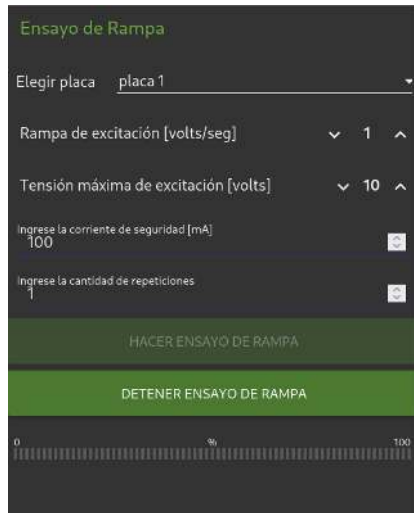 Ensayo de Rampa
Elegir placa placa 1
Rampa de excitación [volts/seg] 1
Tensión máxima de excitación [volts] 10
Ingrese la corriente de seguridad [mA]
100
Ingrese la cantidad de repeticiones
1
HACER ENSAYO DE RAMPA
DETENER ENSAYO DE RAMPA
0 % 100